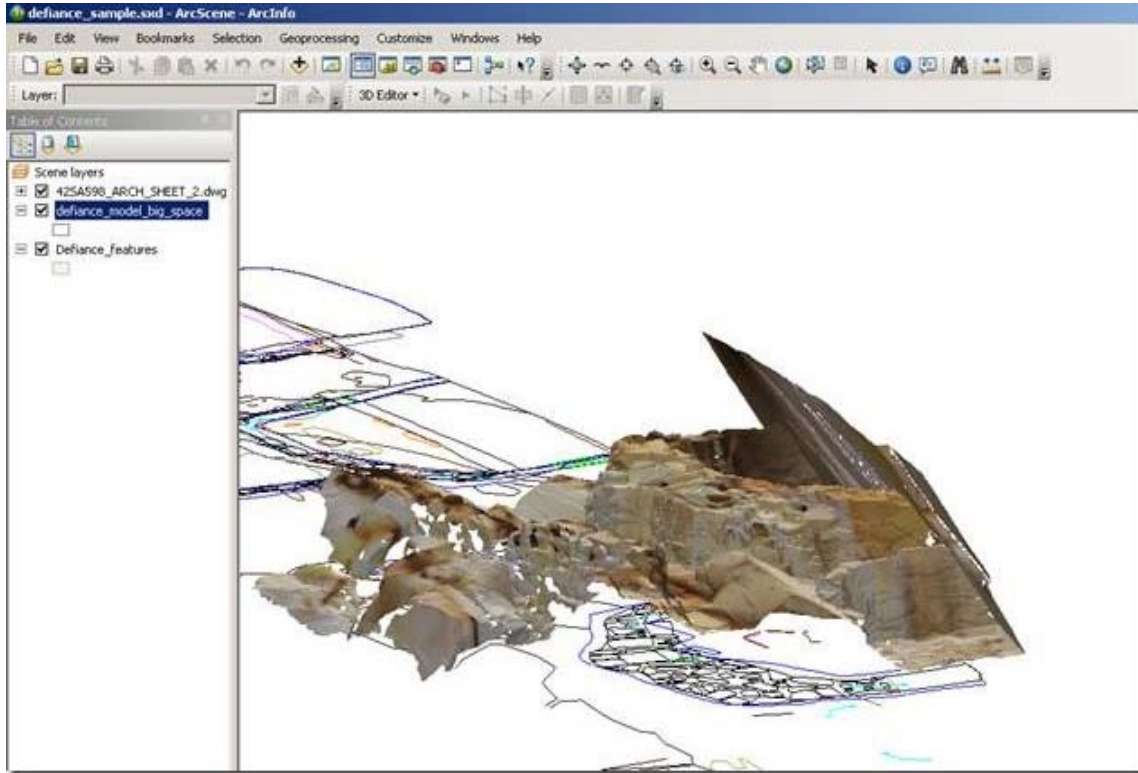 defiance_sample.sxd - ArcScene - ArcInfo
File Edit View Bookmarks Selection Geoprocessing Customize Windows Help
Layer:
3D Editor
Table of Contents
Scene layers
42SA598_ARCH_SHEET_2.dwg
defiance_model_big_space
Defiance_features